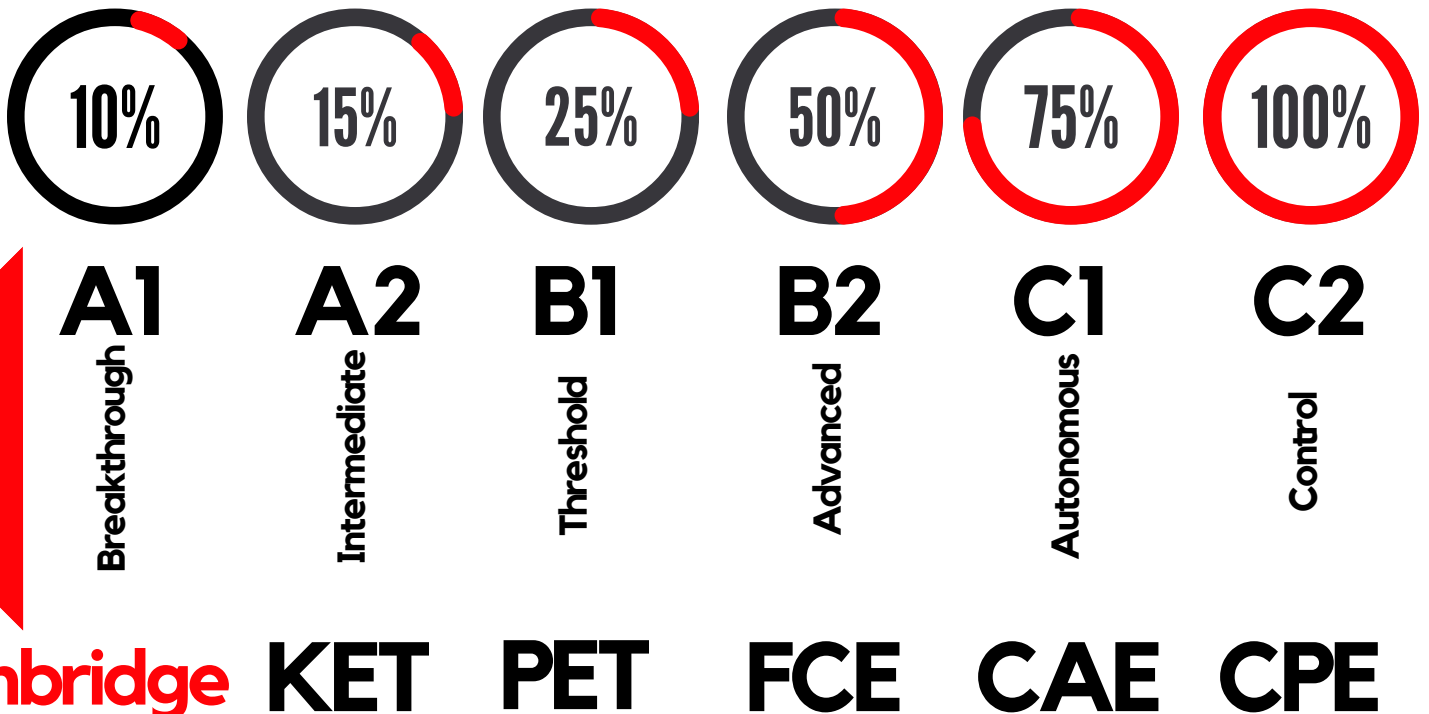 10% 15% 25% 50% 75% 100%
A1 A2 B1 B2 C1 C2
Breakthrough Intermediate Threshold Advanced Autonomous Control
nbridge KET PET FCE CAE CPE